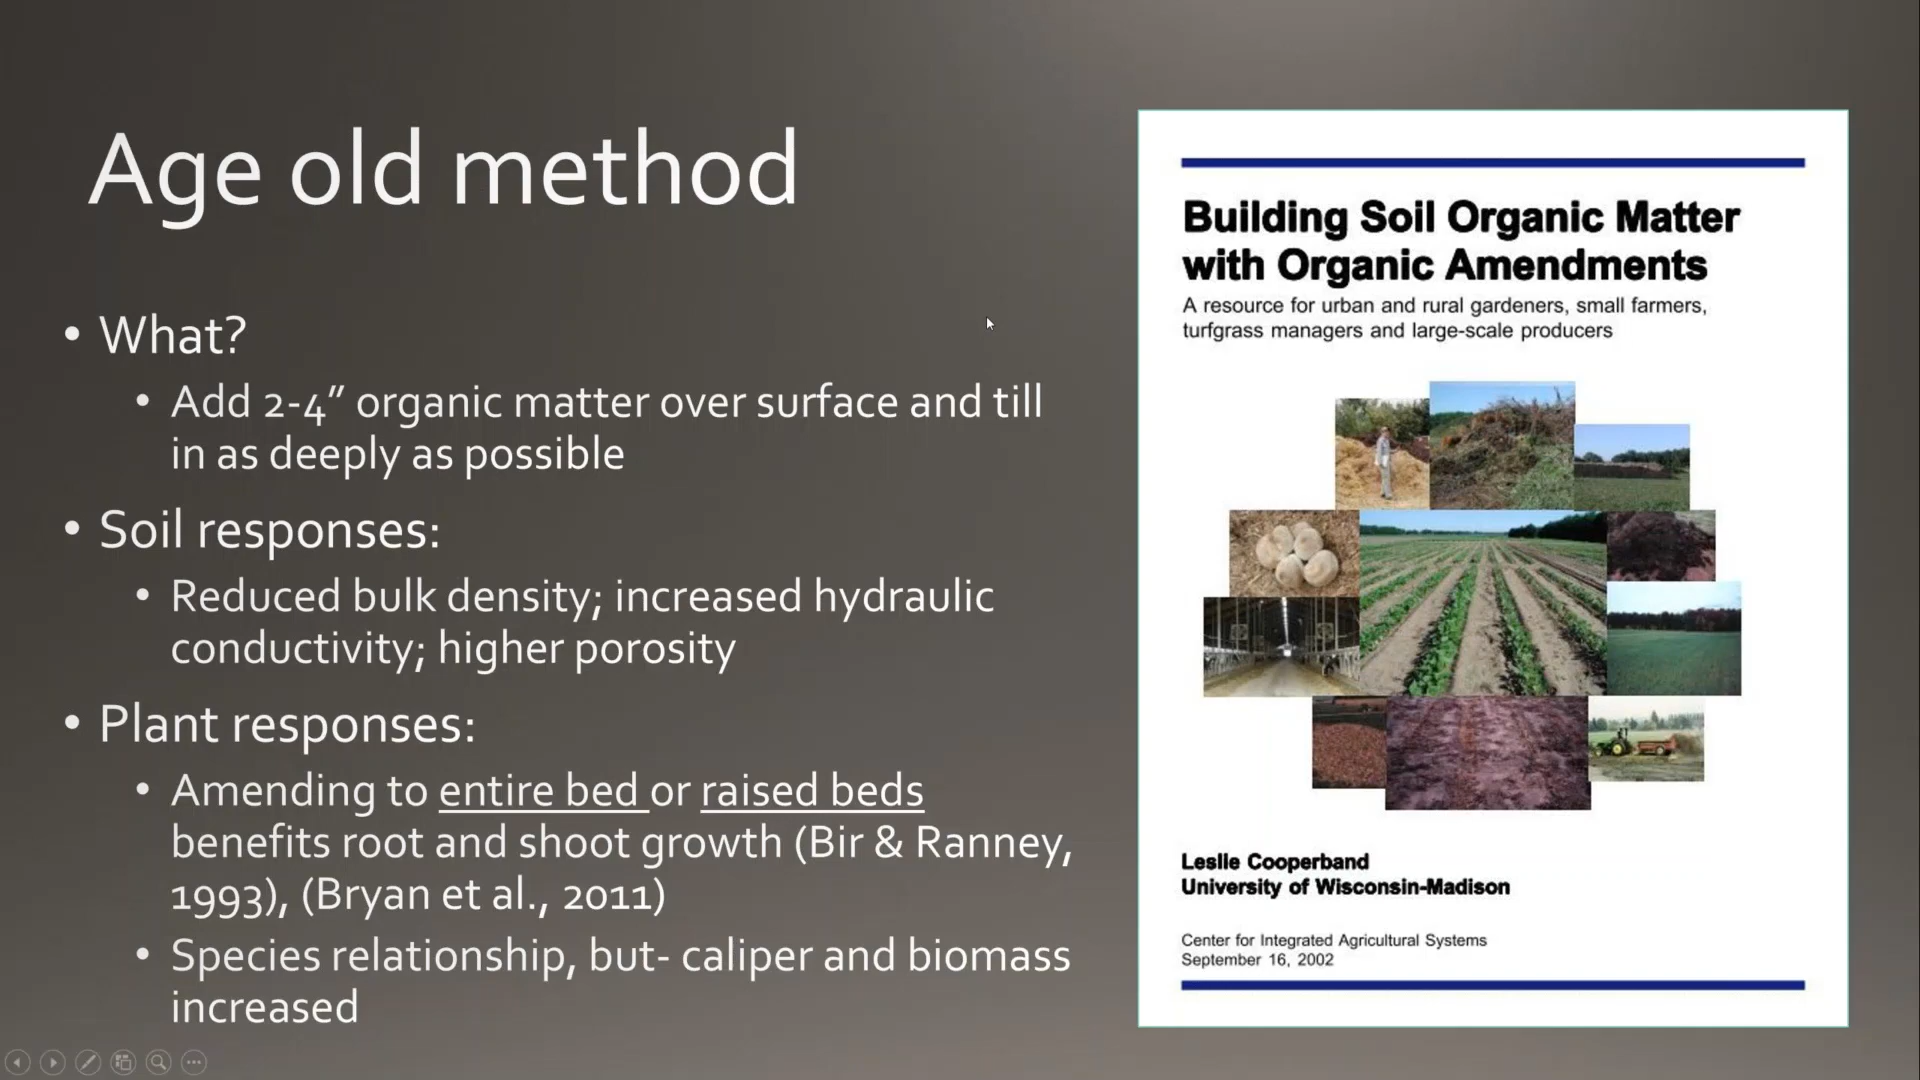 Age old method
• What?
• Add 2-4” organic matter over surface and till
in as deeply as possible
• Soil responses:
• Reduced bulk density; increased hydraulic
conductivity; higher porosity
• Plant responses:
• Amending to entire bed or raised beds
benefits root and shoot growth (Bir & Ranney,
1993), (Bryan et al., 2011)
• Species relationship, but- caliper and biomass
increased
Building Soil Organic Matter
with Organic Amendments
A resource for urban and rural gardeners, small farmers,
turfgrass managers and large-scale producers
Leslie Cooperband
University of Wisconsin-Madison
Center for Integrated Agricultural Systems
September 16, 2002